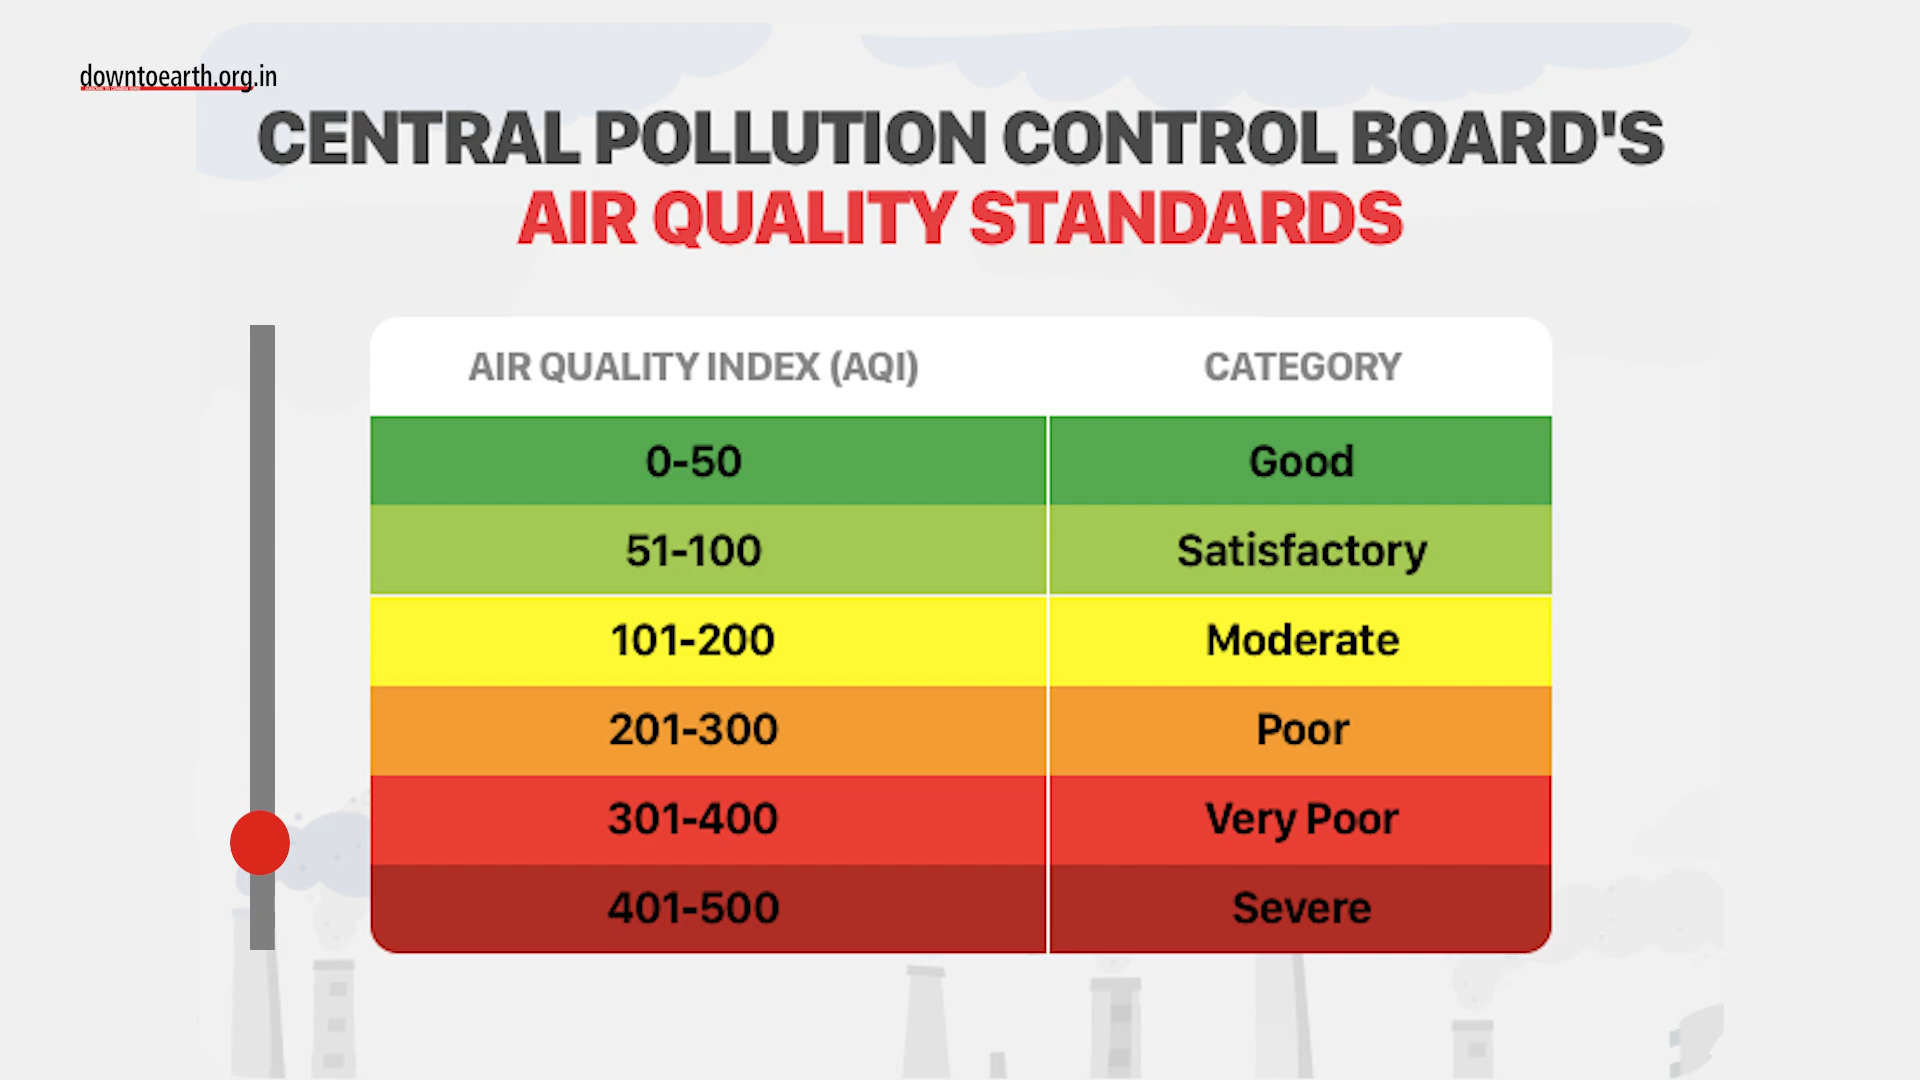 downtoearth.org.in
CENTRAL POLLUTION CONTROL BOARD'S
AIR QUALITY STANDARDS
AIR QUALITY INDEX (AQI) CATEGORY
0-50 Good
51-100 Satisfactory
101-200 Moderate
201-300 Poor
301-400 Very Poor
401-500 Severe